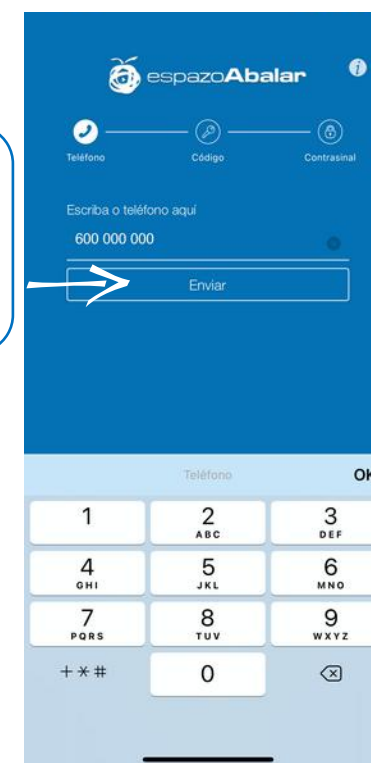 espazoAbalar
i
Teléfono Código Contrasinal
Escriba o teléfono aquí
600 000 000
Enviar
Teléfono OK
1 2 3
ABC DEF
4 5 6
GHI JKL MNO
7 8 9
PQRS TUV WXYZ
+*# 0